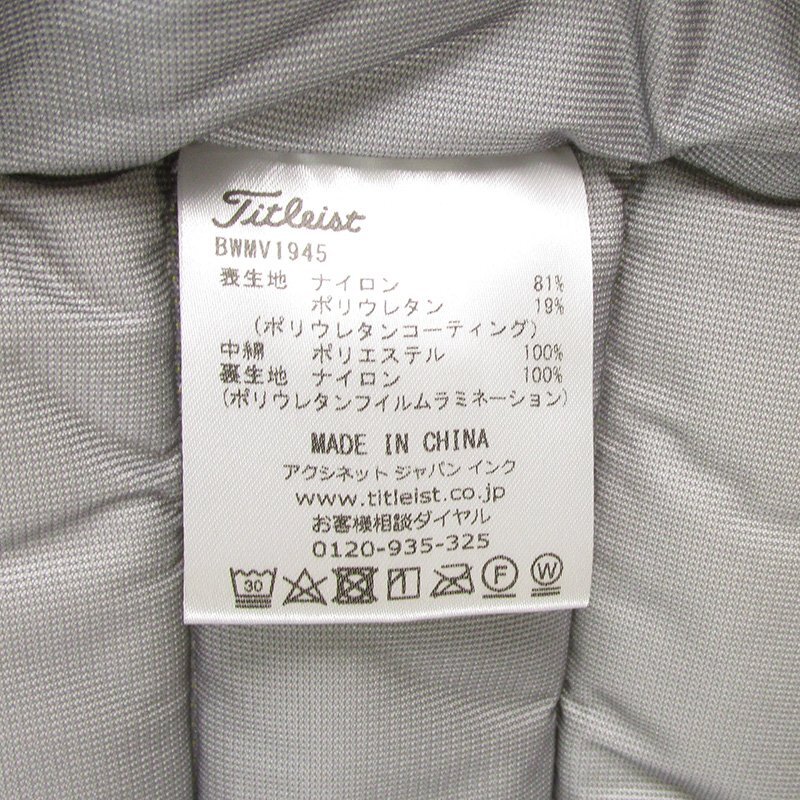 Titleist
BWMV1945
表生地 ナイロン 81%
ポリウレタン 19%
(ポリウレタンコーティング)
中綿 ポリエステル 100%
裏生地 ナイロン 100%
(ポリウレタンフイルムラミネーション)
MADE IN CHINA
アクシネット ジャパン インク
www.titleist.co.jp
お客様相談ダイヤル
0120-935-325
30 F W